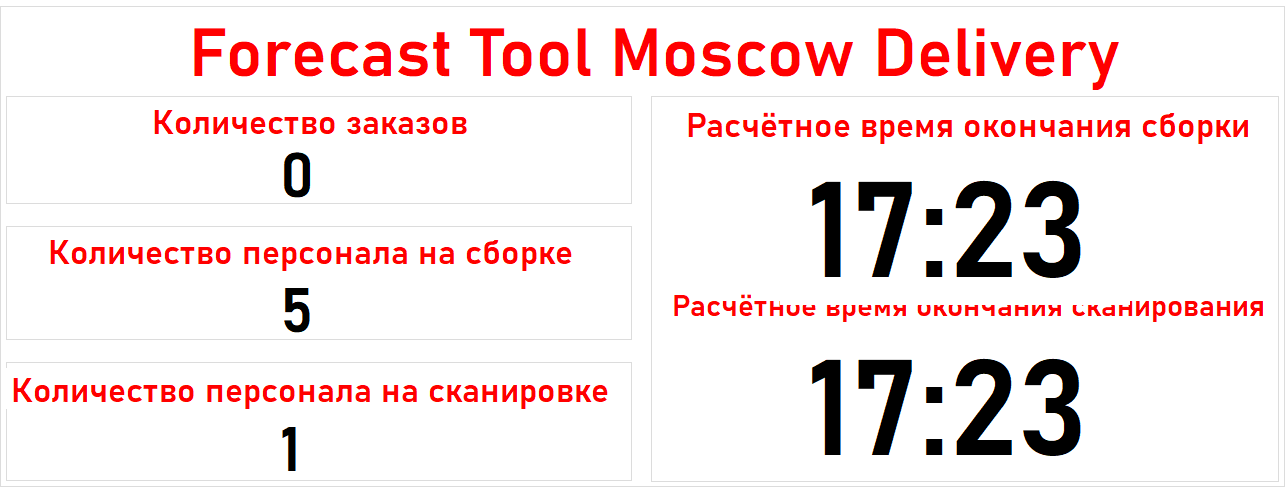 Forecast Tool Moscow Delivery
Количество заказов
0
Количество персонала на сборке
5
Количество персонала на сканировке
1
Расчётное время окончания сборки
17:23
Расчётное время окончания сканирования
17:23